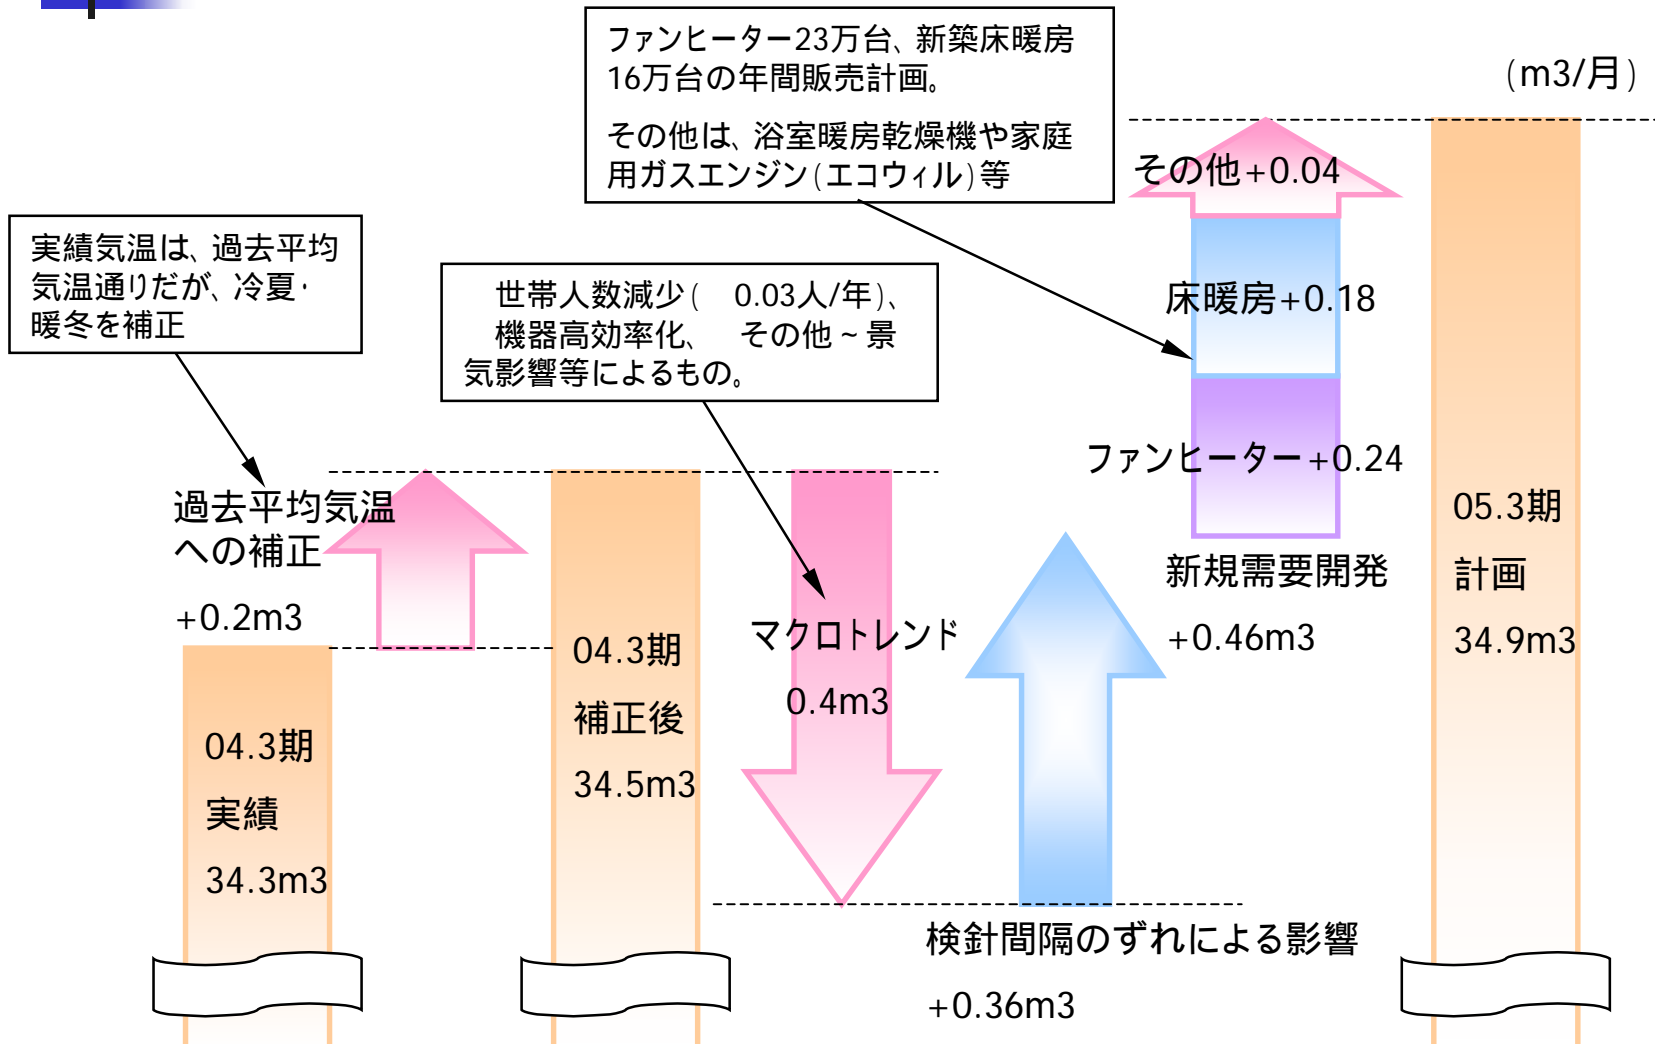 ファンヒーター23万台、新築床暖房
16万台の年間販売計画。
その他は、浴室暖房乾燥機や家庭
用ガスエンジン(エコウィル)等
(m3/月)
その他+0.04
実績気温は、過去平均
気温通りだが、冷夏・
暖冬を補正
世帯人数減少( 0.03人/年)、
機器高効率化、 その他~景
気影響等によるもの。
床暖房+0.18
ファンヒーター+0.24
過去平均気温
への補正
+0.2m3
05.3期
計画
34.9m3
新規需要開発
+0.46m3
マクロトレンド
0.4m3
04.3期
補正後
34.5m3
04.3期
実績
34.3m3
検針間隔のずれによる影響
+0.36m3